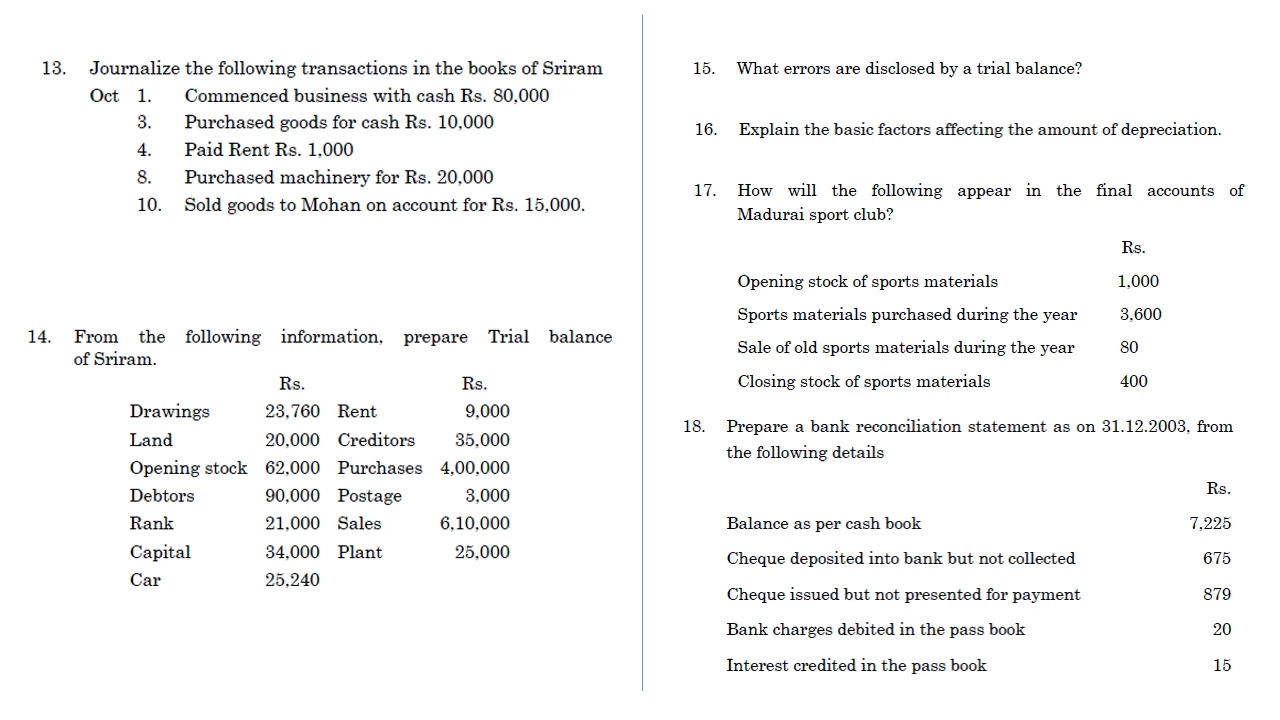 13. Journalize the following transactions in the books of Sriram
Oct 1. Commenced business with cash Rs. 80,000
3. Purchased goods for cash Rs. 10,000
4. Paid Rent Rs. 1,000
8. Purchased machinery for Rs. 20,000
10. Sold goods to Mohan on account for Rs. 15,000.
14. From the following information, prepare Trial balance
of Sriram.
Rs. Rs.
Drawings 23,760 Rent 9,000
Land 20,000 Creditors 35,000
Opening stock 62,000 Purchases 4,00,000
Debtors 90,000 Postage 3,000
Rank 21,000 Sales 6,10,000
Capital 34,000 Plant 25,000
Car 25,240
15. What errors are disclosed by a trial balance?
16. Explain the basic factors affecting the amount of depreciation.
17. How will the following appear in the final accounts of
Madurai sport club?
Rs.
Opening stock of sports materials 1,000
Sports materials purchased during the year 3,600
Sale of old sports materials during the year 80
Closing stock of sports materials 400
18. Prepare a bank reconciliation statement as on 31.12.2003, from
the following details
Rs.
Balance as per cash book 7,225
Cheque deposited into bank but not collected 675
Cheque issued but not presented for payment 879
Bank charges debited in the pass book 20
Interest credited in the pass book 15